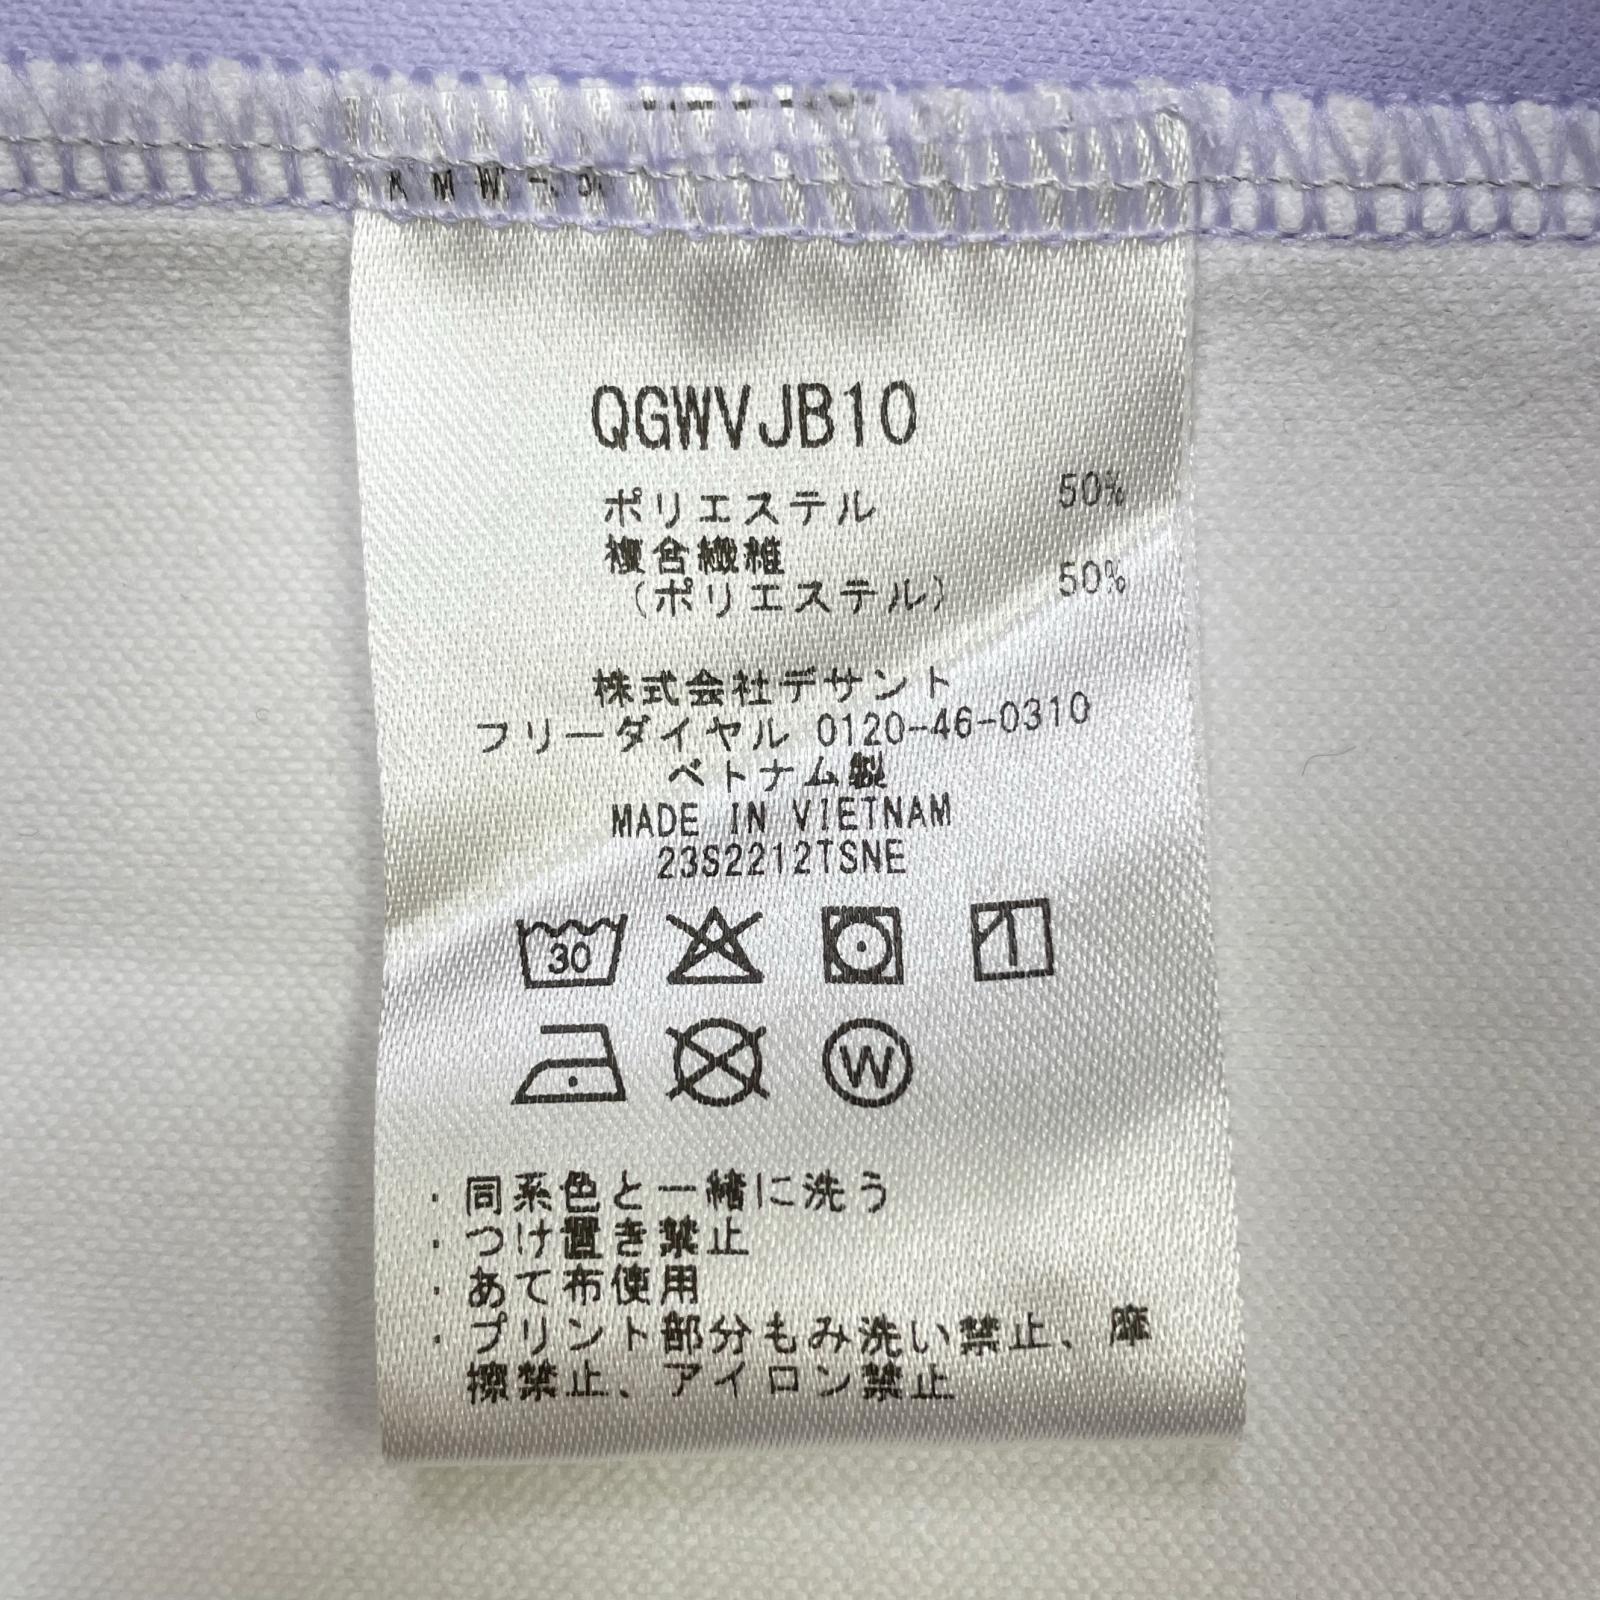 QGWVJB10
ポリエステル 50%
複合繊維
(ポリエステル) 50%
株式会社デサント
フリーダイヤル 0120-46-0310
ベトナム製
MADE IN VIETNAM
23S2212TSNE
30
W
・同系色と一緒に洗う
・つけ置き禁止
・あて布使用
・プリント部分もみ洗い禁止、摩
擦禁止、アイロン禁止